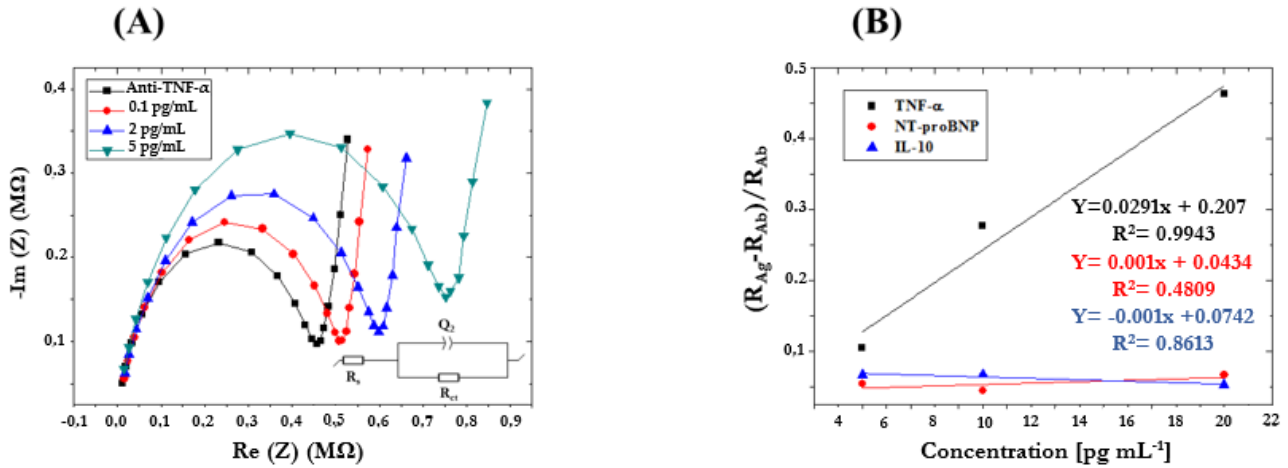 (A)
0,4
0,3
0,2
0,1
-Im (Z) (MΩ)
Anti-TNF-α
0.1 pg/mL
2 pg/mL
5 pg/mL
Q2
Rs
Rct
-0,1 0,0 0,1 0,2 0,3 0,4 0,5 0,6 0,7 0,8 0,9
Re (Z) (MΩ)
(B)
0.5
0.4
0.3
0.2
0.1
(RAg-RAb)/RAb
TNF-α
NT-proBNP
IL-10
Y=0.0291x + 0.207
R²= 0.9943
Y= 0.001x + 0.0434
R²= 0.4809
Y= -0.001x +0.0742
R²= 0.8613
4 6 8 10 12 14 16 18 20 22
Concentration [pg mL⁻¹]